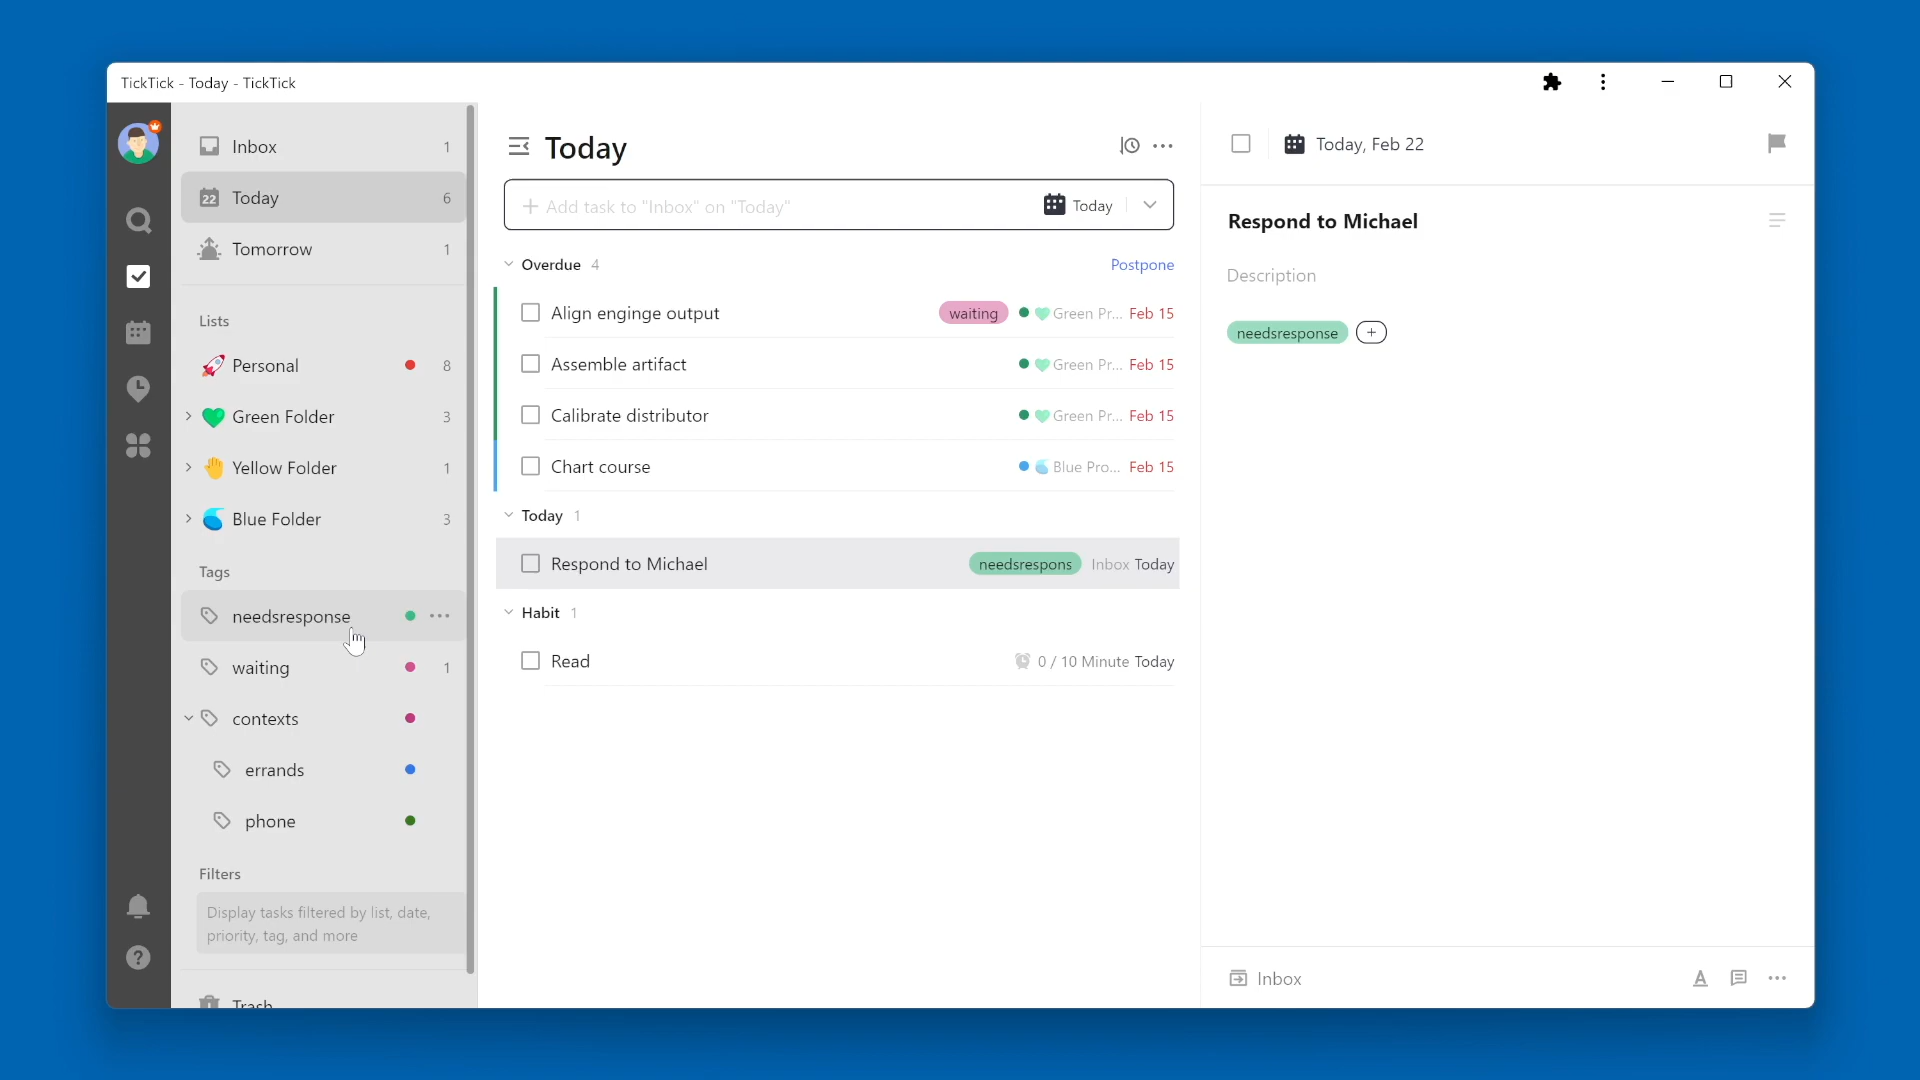 TickTick - Today - TickTick
Inbox 1
22 Today 6
Tomorrow 1
Lists
Personal 8
Green Folder 3
Yellow Folder 1
Blue Folder 3
Tags
needsresponse
waiting 1
contexts
errands
phone
Filters
Display tasks filtered by list, date,
priority, tag, and more
Trash
Today
Add task to "Inbox" on "Today" Today
Overdue 4 Postpone
Align enginge output waiting Green Pr... Feb 15
Assemble artifact Green Pr... Feb 15
Calibrate distributor Green Pr... Feb 15
Chart course Blue Pro... Feb 15
Today 1
Respond to Michael needsrespons Inbox Today
Habit 1
Read 0 / 10 Minute Today
Today, Feb 22
Respond to Michael
Description
needsresponse +
Inbox